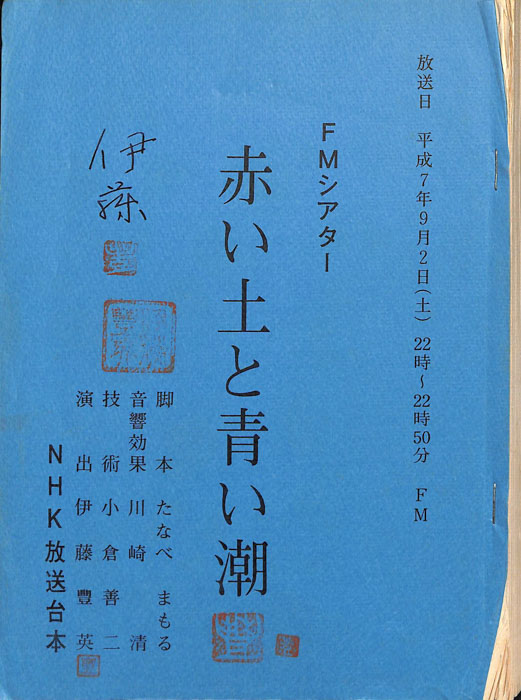 放送日　平成7年9月2日(土)　22時～22時50分　FM
FMシアター
赤い土と青い潮
脚本　たなべ　まもる
音響効果　川崎　清
技術　小倉善二
演出　伊藤豊英
伊藤
NHK放送台本